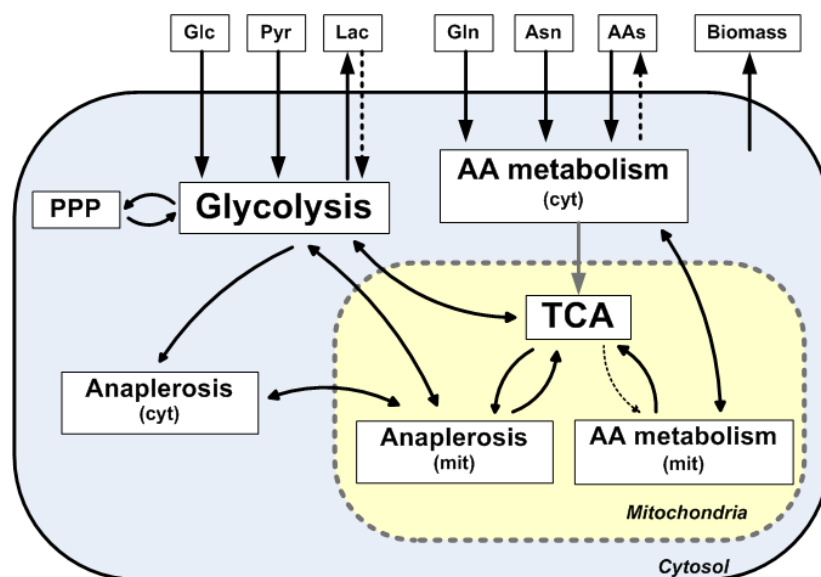 Glc
Pyr
Lac
Gln
Asn
AAs
Biomass
AA metabolism
(cyt)
PPP
Glycolysis
TCA
Anaplerosis
(cyt)
Anaplerosis
(mit)
AA metabolism
(mit)
Mitochondria
Cytosol